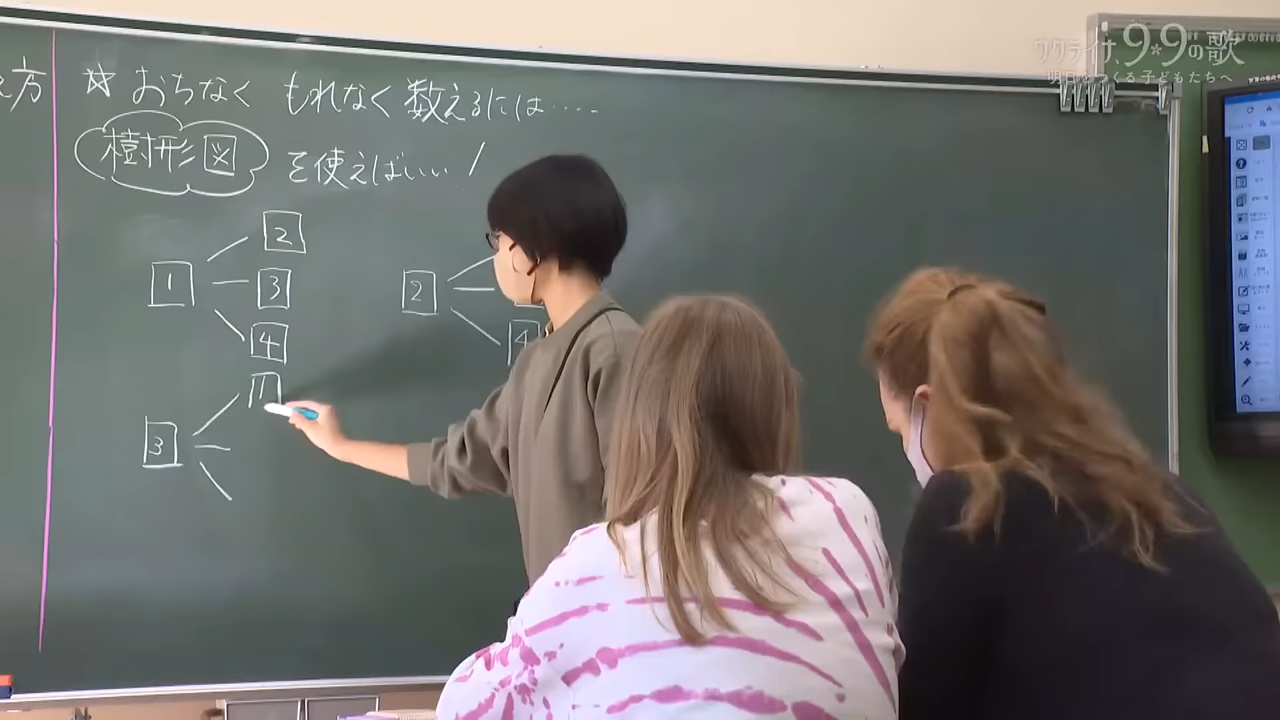 え方
☆ おちなく もれなく 数えるには……
樹形図 を使えばいい!
2
1 3 2
4 4
3
ウクライナ、9*9の歌
明日をつくる子どもたちへ